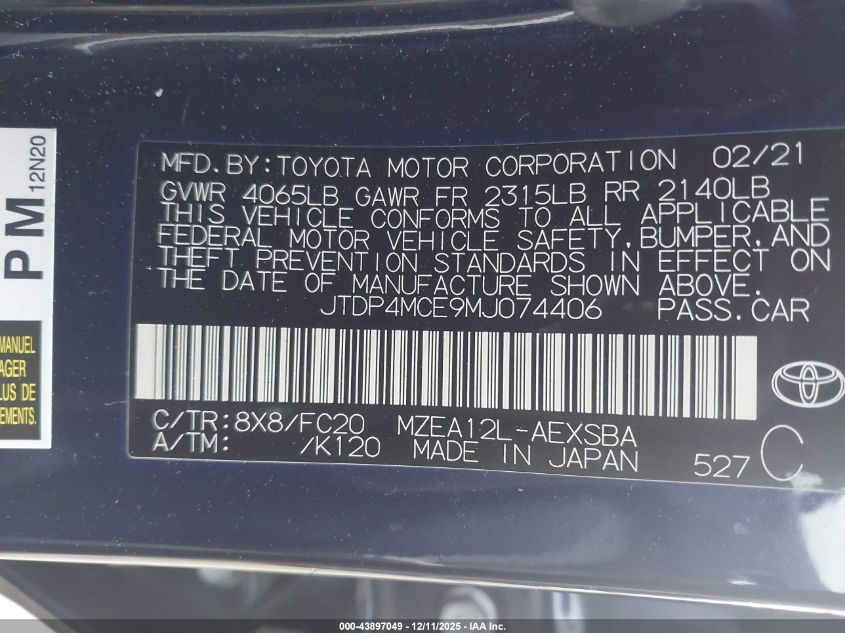 PM 12N20
MANUEL
AGER
LUS DE
EMENTS.
MFD.BY:TOYOTA MOTOR CORPORATION 02/21
GVWR 4065LB GAWR FR 2315LB RR 2140LB
THIS VEHICLE CONFORMS TO ALL APPLICABLE
FEDERAL MOTOR VEHICLE SAFETY,BUMPER,AND
THEFT PREVENTION STANDARDS IN EFFECT ON
THE DATE OF MANUFACTURE SHOWN ABOVE.
JTDP4MCE9MJ074406 PASS.CAR
C/TR:8X8/FC20 MZEA12L-AEXSBA
A/TM: /K120 MADE IN JAPAN 527 C
000-43897049 - 12/11/2025 - IAA Inc.